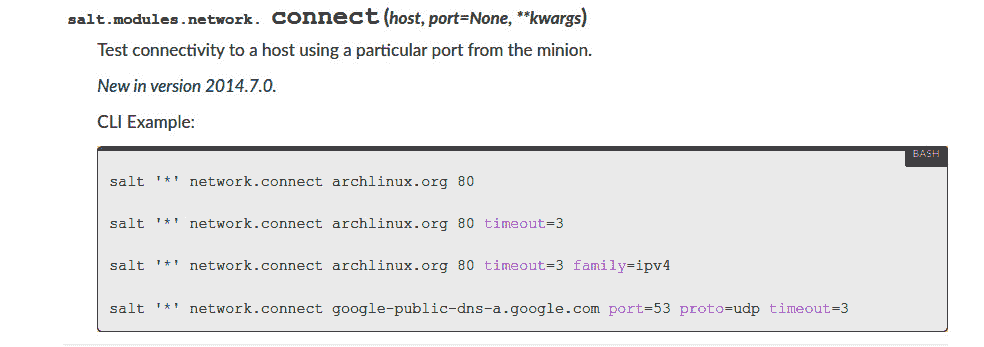 salt.modules.network. connect(host, port=None, **kwargs)
Test connectivity to a host using a particular port from the minion.
New in version 2014.7.0.
CLI Example:
BASH
salt '*' network.connect archlinux.org 80
salt '*' network.connect archlinux.org 80 timeout=3
salt '*' network.connect archlinux.org 80 timeout=3 family=ipv4
salt '*' network.connect google-public-dns-a.google.com port=53 proto=udp timeout=3